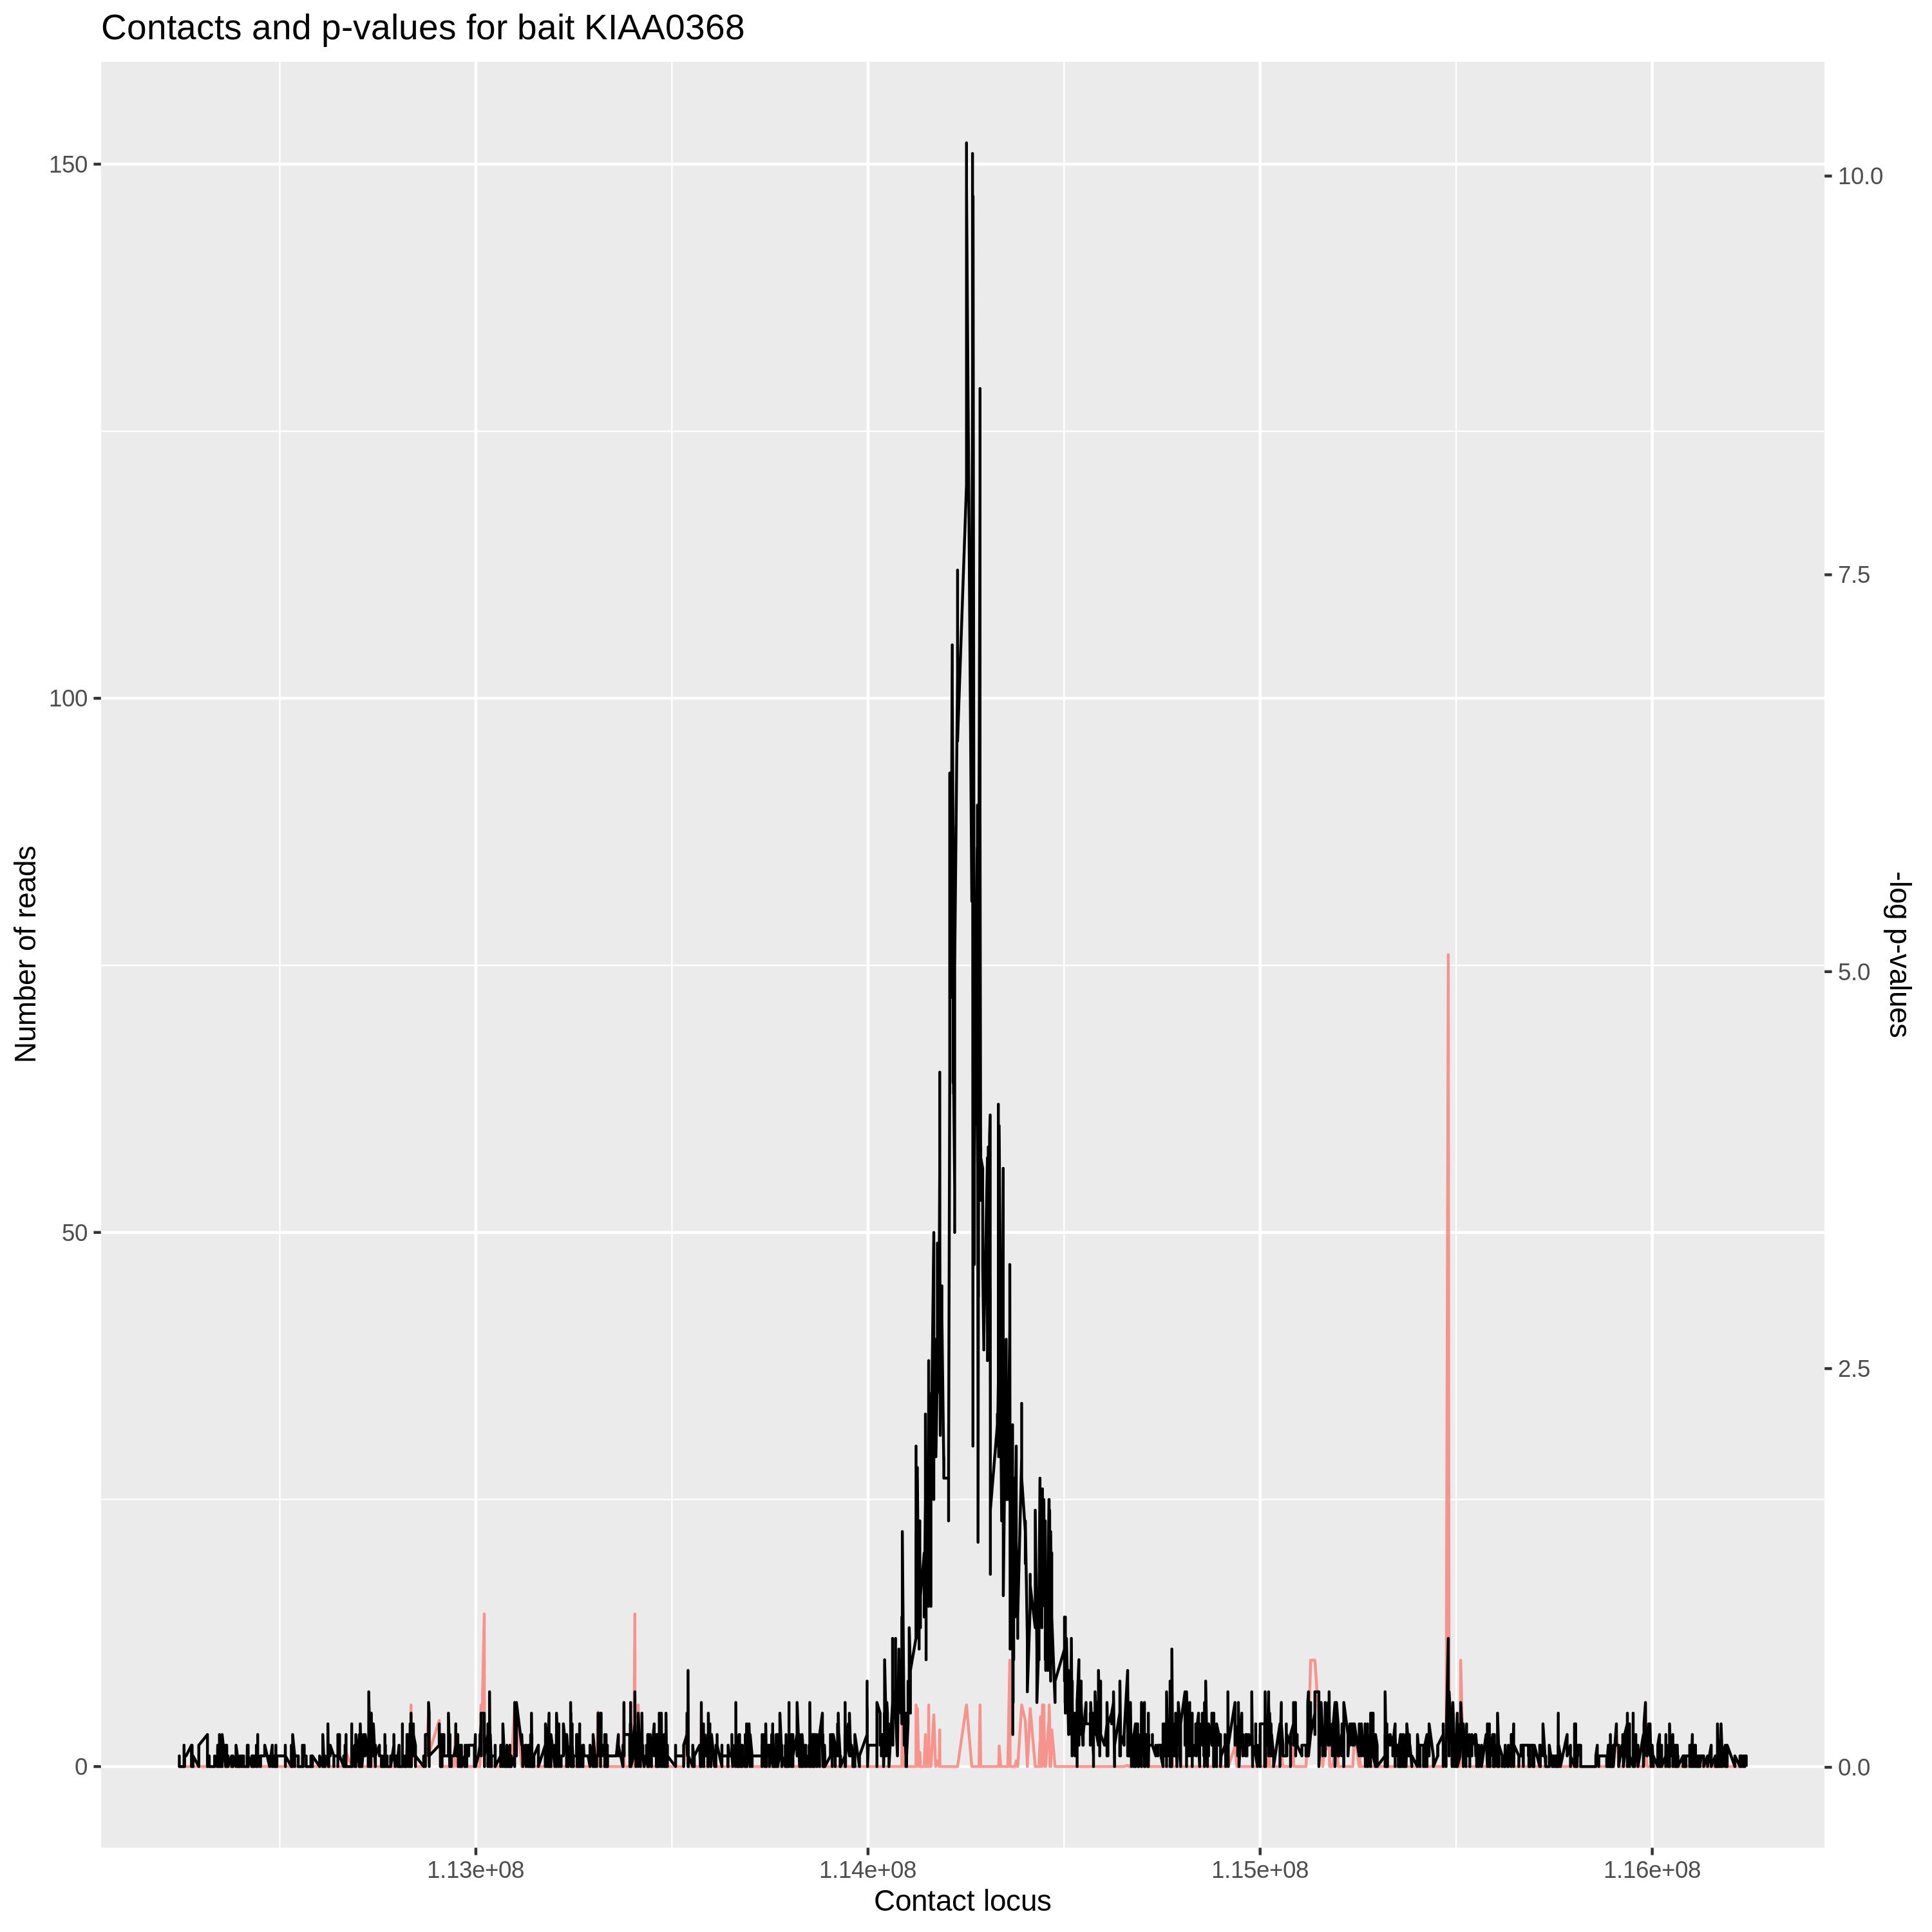 Contacts and p-values for bait KIAA0368
150
100
50
0
Number of reads
10.0
7.5
5.0
2.5
0.0
-log p-values
1.13e+08
1.14e+08
1.15e+08
1.16e+08
Contact locus